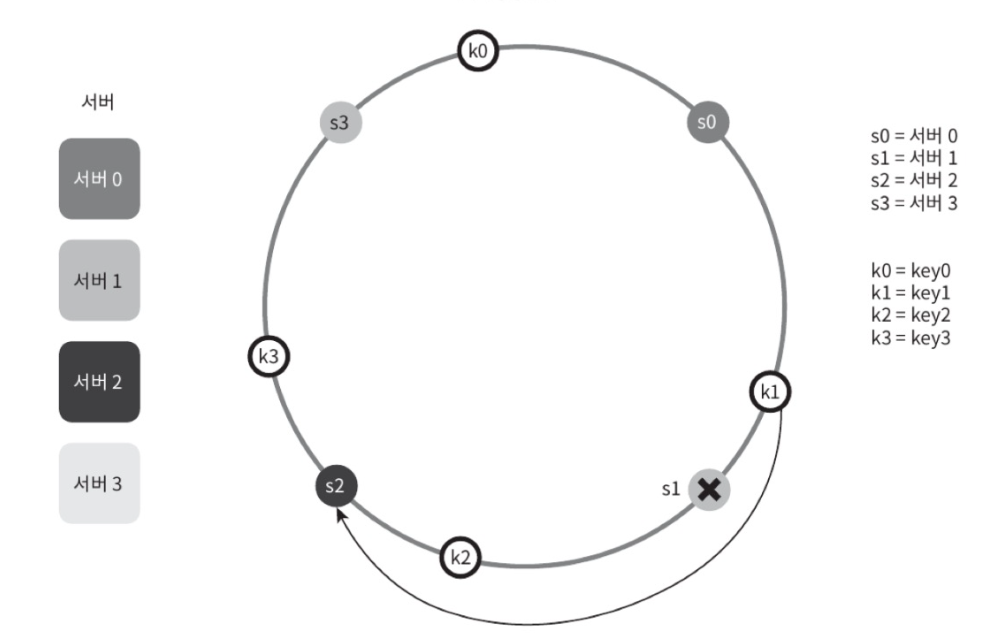 서버
서버 0
서버 1
서버 2
서버 3
k0
s3
s0
k3
k1
s2
s1
k2
s0 = 서버 0
s1 = 서버 1
s2 = 서버 2
s3 = 서버 3
k0 = key0
k1 = key1
k2 = key2
k3 = key3